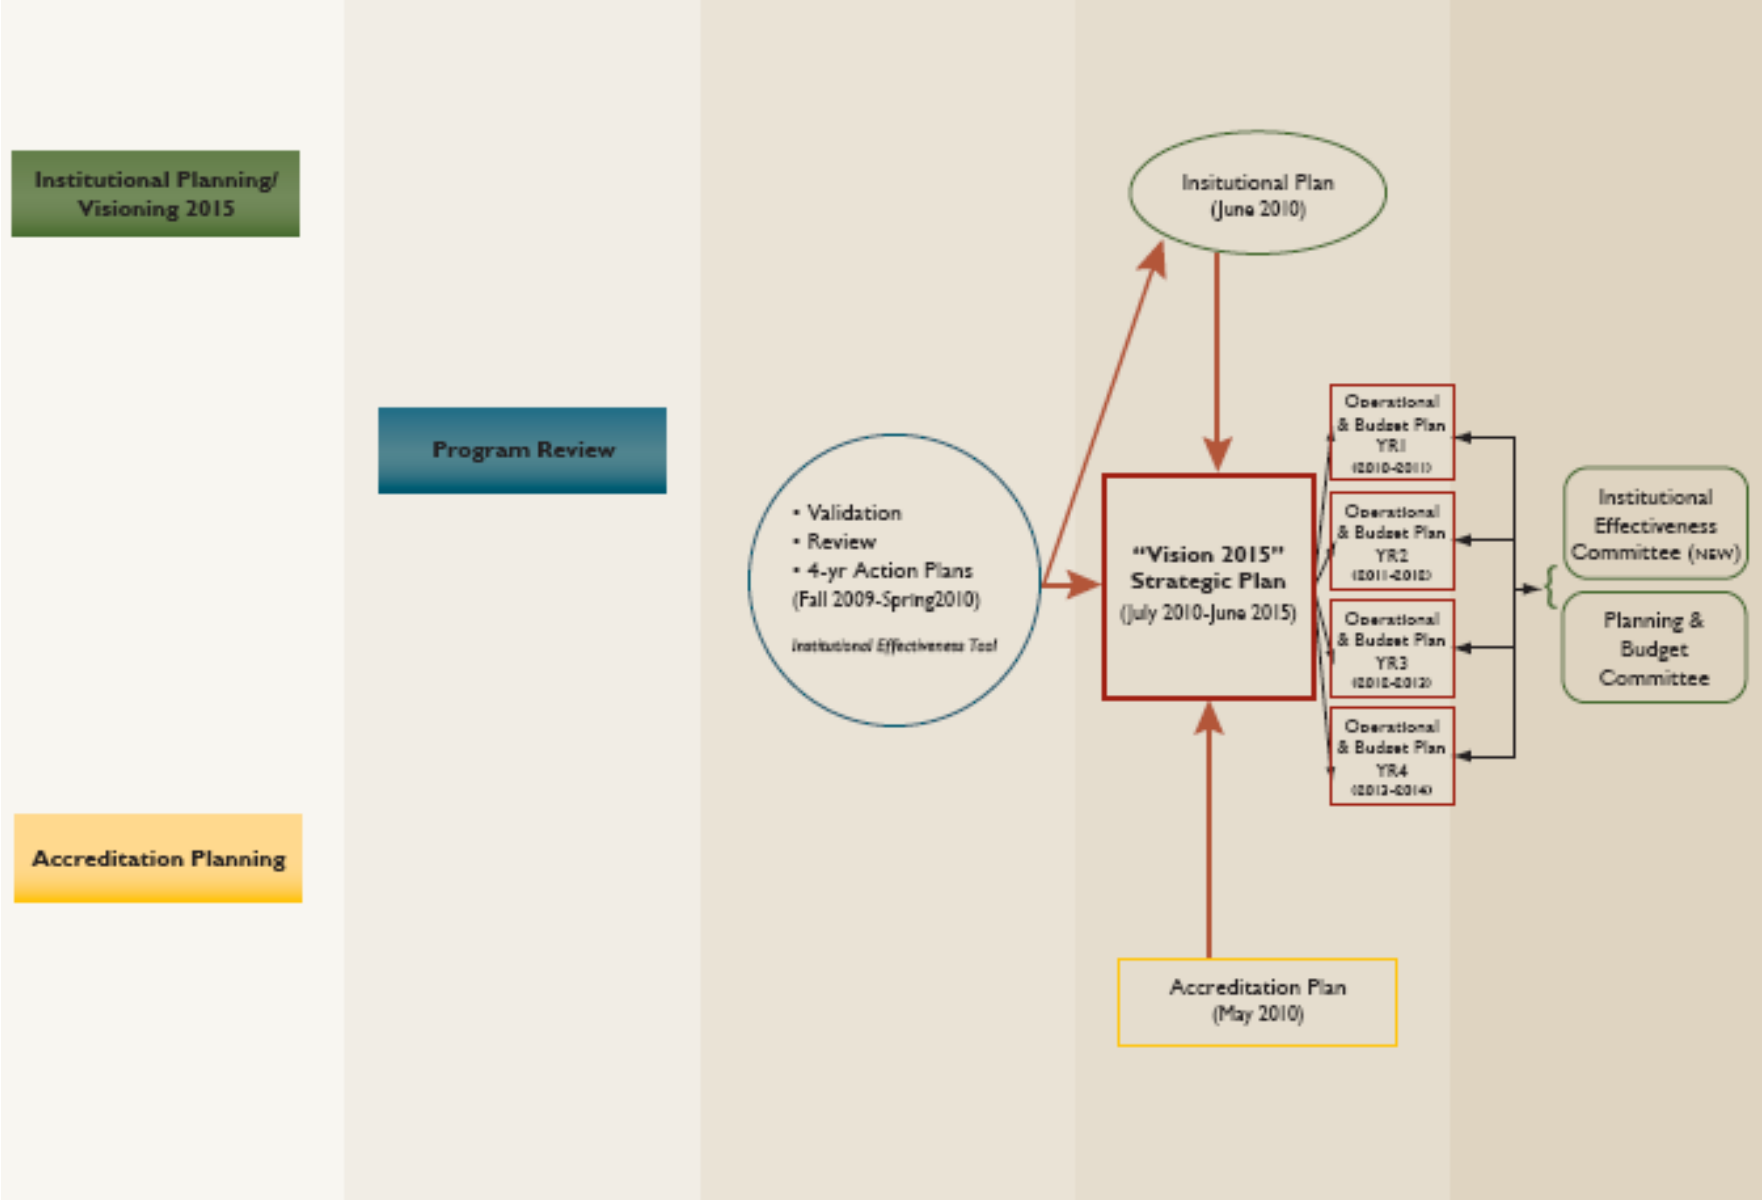 Institutional Planning/
Visioning 2015
Program Review
Accreditation Planning
• Validation
• Review
• 4-yr Action Plans
(Fall 2009-Spring2010)
Institutional Effectiveness Tool
Insitutional Plan
(June 2010)
“Vision 2015”
Strategic Plan
(July 2010-June 2015)
Accreditation Plan
(May 2010)
Operational
& Budget Plan
YR1
(2010-2011)
Operational
& Budget Plan
YR2
(2011-2012)
Operational
& Budget Plan
YR3
(2012-2013)
Operational
& Budget Plan
YR4
(2013-2014)
Institutional
Effectiveness
Committee (NEW)
Planning &
Budget
Committee